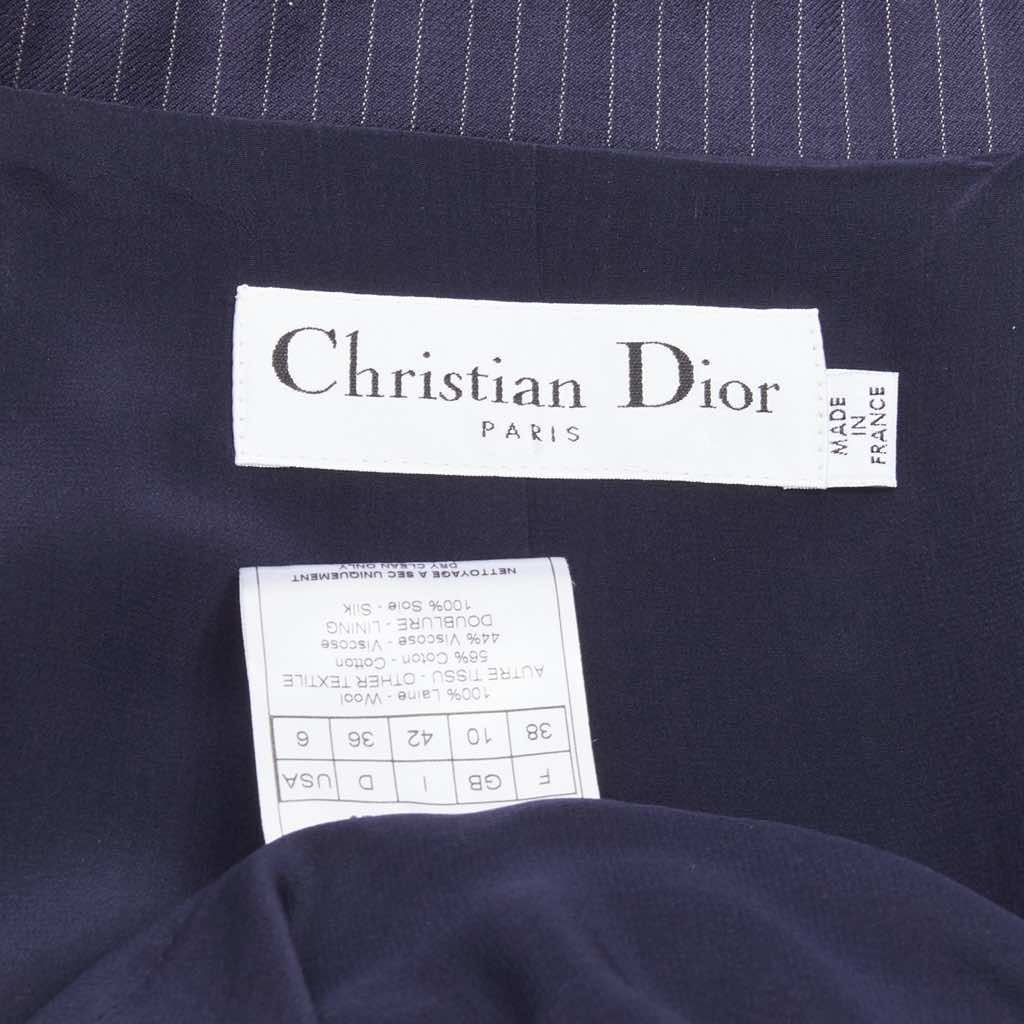 Christian Dior
PARIS
MADE
IN
FRANCE
F GB I D USA
38 10 42 36 6
100% Laine - Wool
AUTRE TISSU - OTHER TEXTILE
56% Coton - Cotton
44% Viscose - Viscose
DOUBLURE - LINING
100% Soie - Silk
NETTOYAGE A SEC UNIQUEMENT
DRY CLEAN ONLY